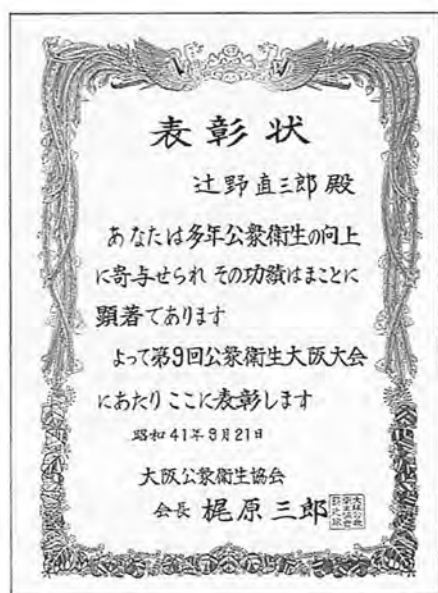 表彰状
辻野直三郎殿
あなたは多年公衆衛生の向上
に寄与せられ その功績はまことに
顕著であります
よって第9回公衆衛生大阪大会
にあたりここに表彰します
昭和41年9月21日
大阪公衆衛生協会
会長 梶原三郎